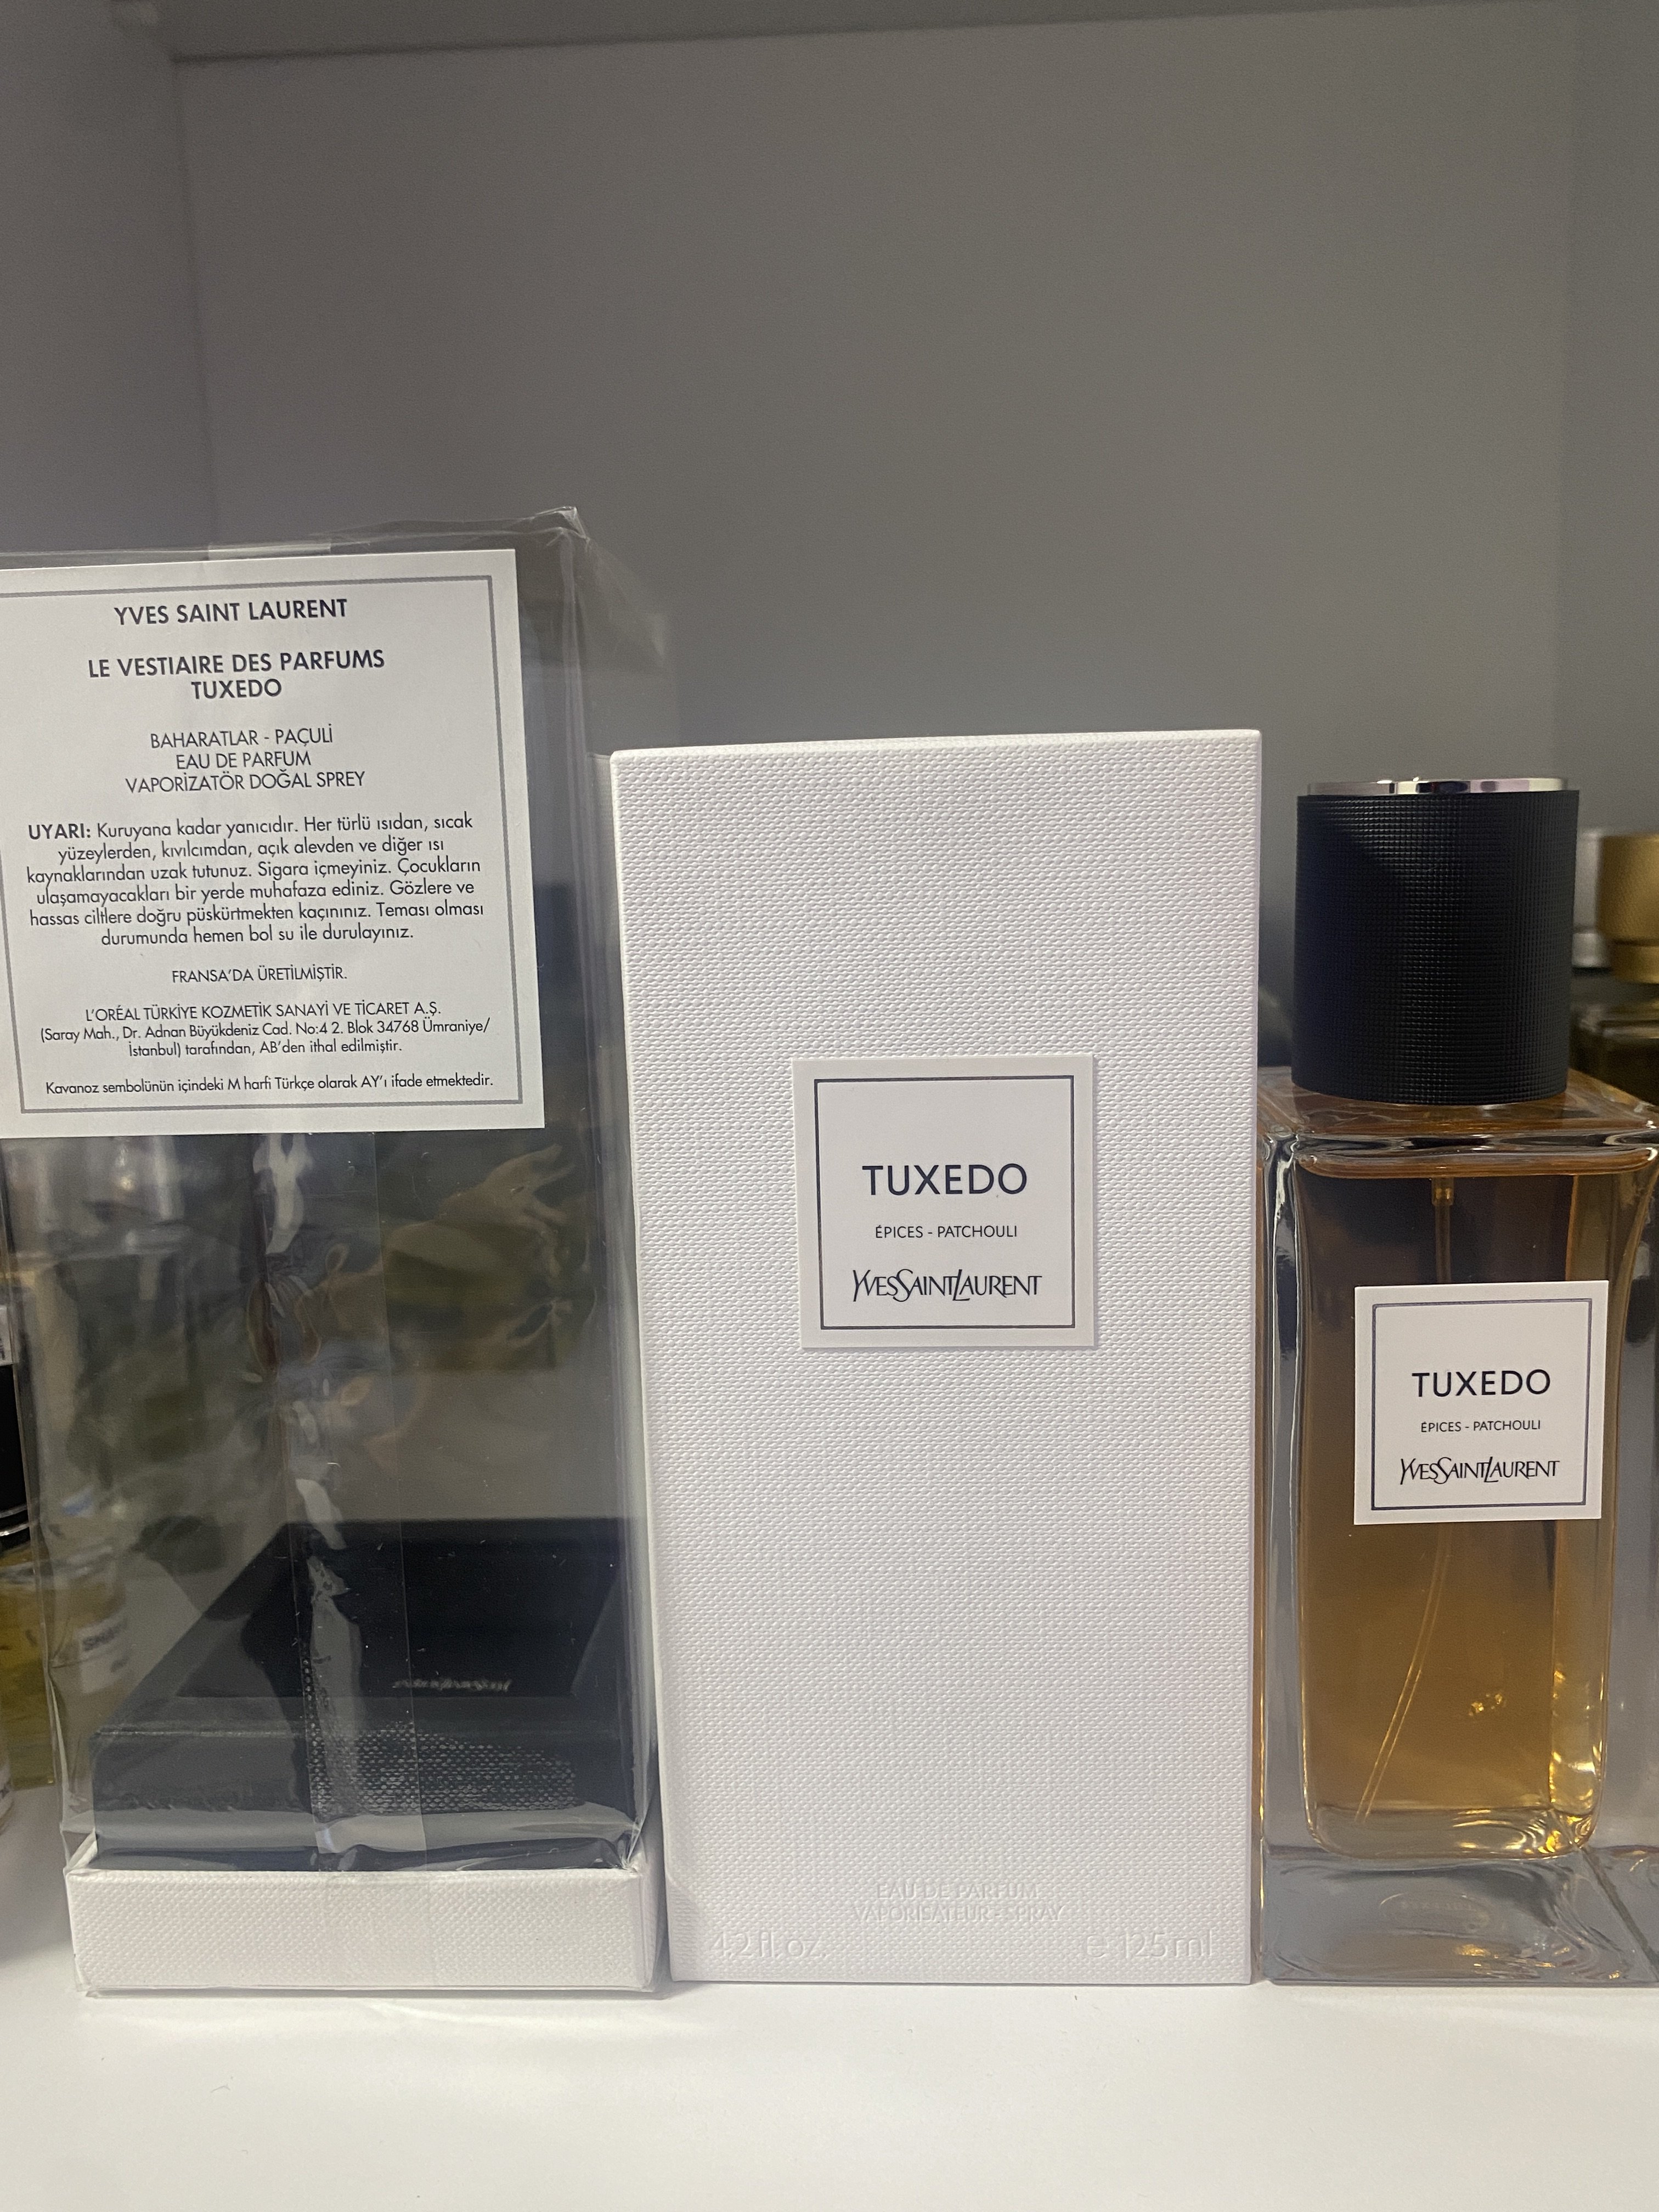 YVES SAINT LAURENT
LE VESTIAIRE DES PARFUMS
TUXEDO
BAHARATLAR - PAÇULİ
EAU DE PARFUM
VAPORİZATÖR DOĞAL SPREY
UYARI: Kuruyana kadar yanıcıdır. Her türlü ısıdan, sıcak
yüzeylerden, kıvılcımdan, açık alevden ve diğer ısı
kaynaklarından uzak tutunuz. Sigara içmeyiniz. Çocukların
ulaşamayacakları bir yerde muhafaza ediniz. Gözlere ve
hassas ciltlere doğru püskürtmekten kaçınınız. Teması olması
durumunda hemen bol su ile durulayınız.
FRANSA'DA ÜRETİLMİŞTİR.
L'ORÉAL TÜRKİYE KOZMETİK SANAYİ VE TİCARET A.Ş.
(Saray Mah., Dr. Adnan Büyükdeniz Cad. No:4 2. Blok 34768 Ümraniye/
İstanbul) tarafından, AB'den ithal edilmiştir.
Kavanoz sembolünün içindeki M harfi Türkçe olarak AY'ı ifade etmektedir.
TUXEDO
ÉPICES - PATCHOULI
YVESSAINTLAURENT
EAU DE PARFUM
VAPORISATEUR - SPRAY
4.2 fl. oz. e 125 ml
TUXEDO
ÉPICES - PATCHOULI
YVESSAINTLAURENT